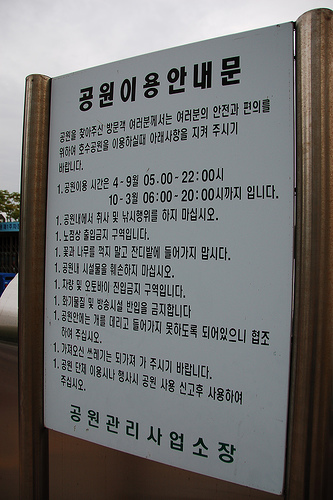 공원이용안내문
공원을 찾아주신 방문객 여러분께서는 여러분의 안전과 편의를
위하여 호수공원을 이용하실때 아래사항을 지켜 주시기
바랍니다.
1. 공원이용 시간은 4-9월 05.00-22:00시
10-3월 06:00-20:00시까지 입니다.
1. 공원내에서 취사 및 낚시행위를 하지 마십시오.
1. 노점상 출입금지 구역입니다.
1. 꽃과 나무를 꺽지 말고 잔디밭에 들어가지 맙시다.
1. 공원내 시설물을 훼손하지 마십시오.
1. 차량 및 오토바이 진입금지 구역입니다.
1. 화기물질 및 방송시설 반입을 금지합니다
1. 공원안에는 개를 데리고 들어가지 못하도록 되어있으니 협조
하여 주십시오.
1. 가져오신 쓰레기는 되가져 가 주시기 바랍니다.
1. 공원 단체 이용시나 행사시 공원 사용 신고후 사용하여
주십시오.
공원관리사업소장